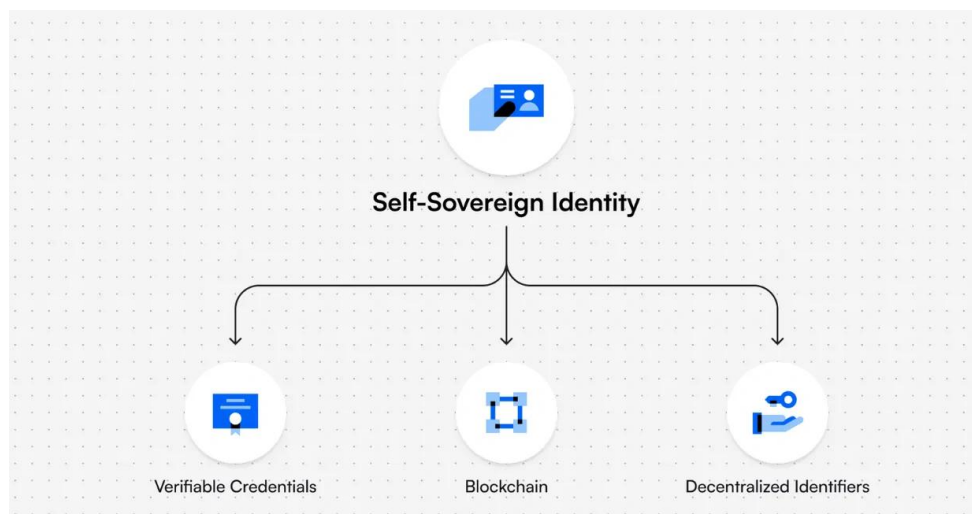 Self-Sovereign Identity
Verifiable Credentials
Blockchain
Decentralized Identifiers